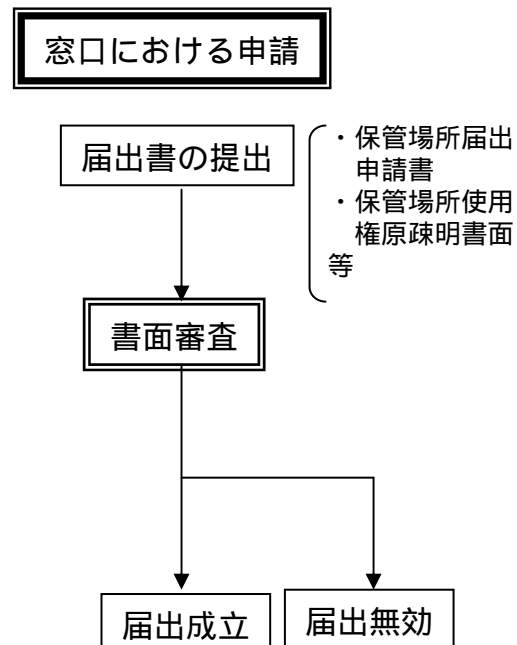 窓口における申請
届出書の提出
・保管場所届出
申請書
・保管場所使用
権原疎明書面
等
書面審査
届出成立
届出無効